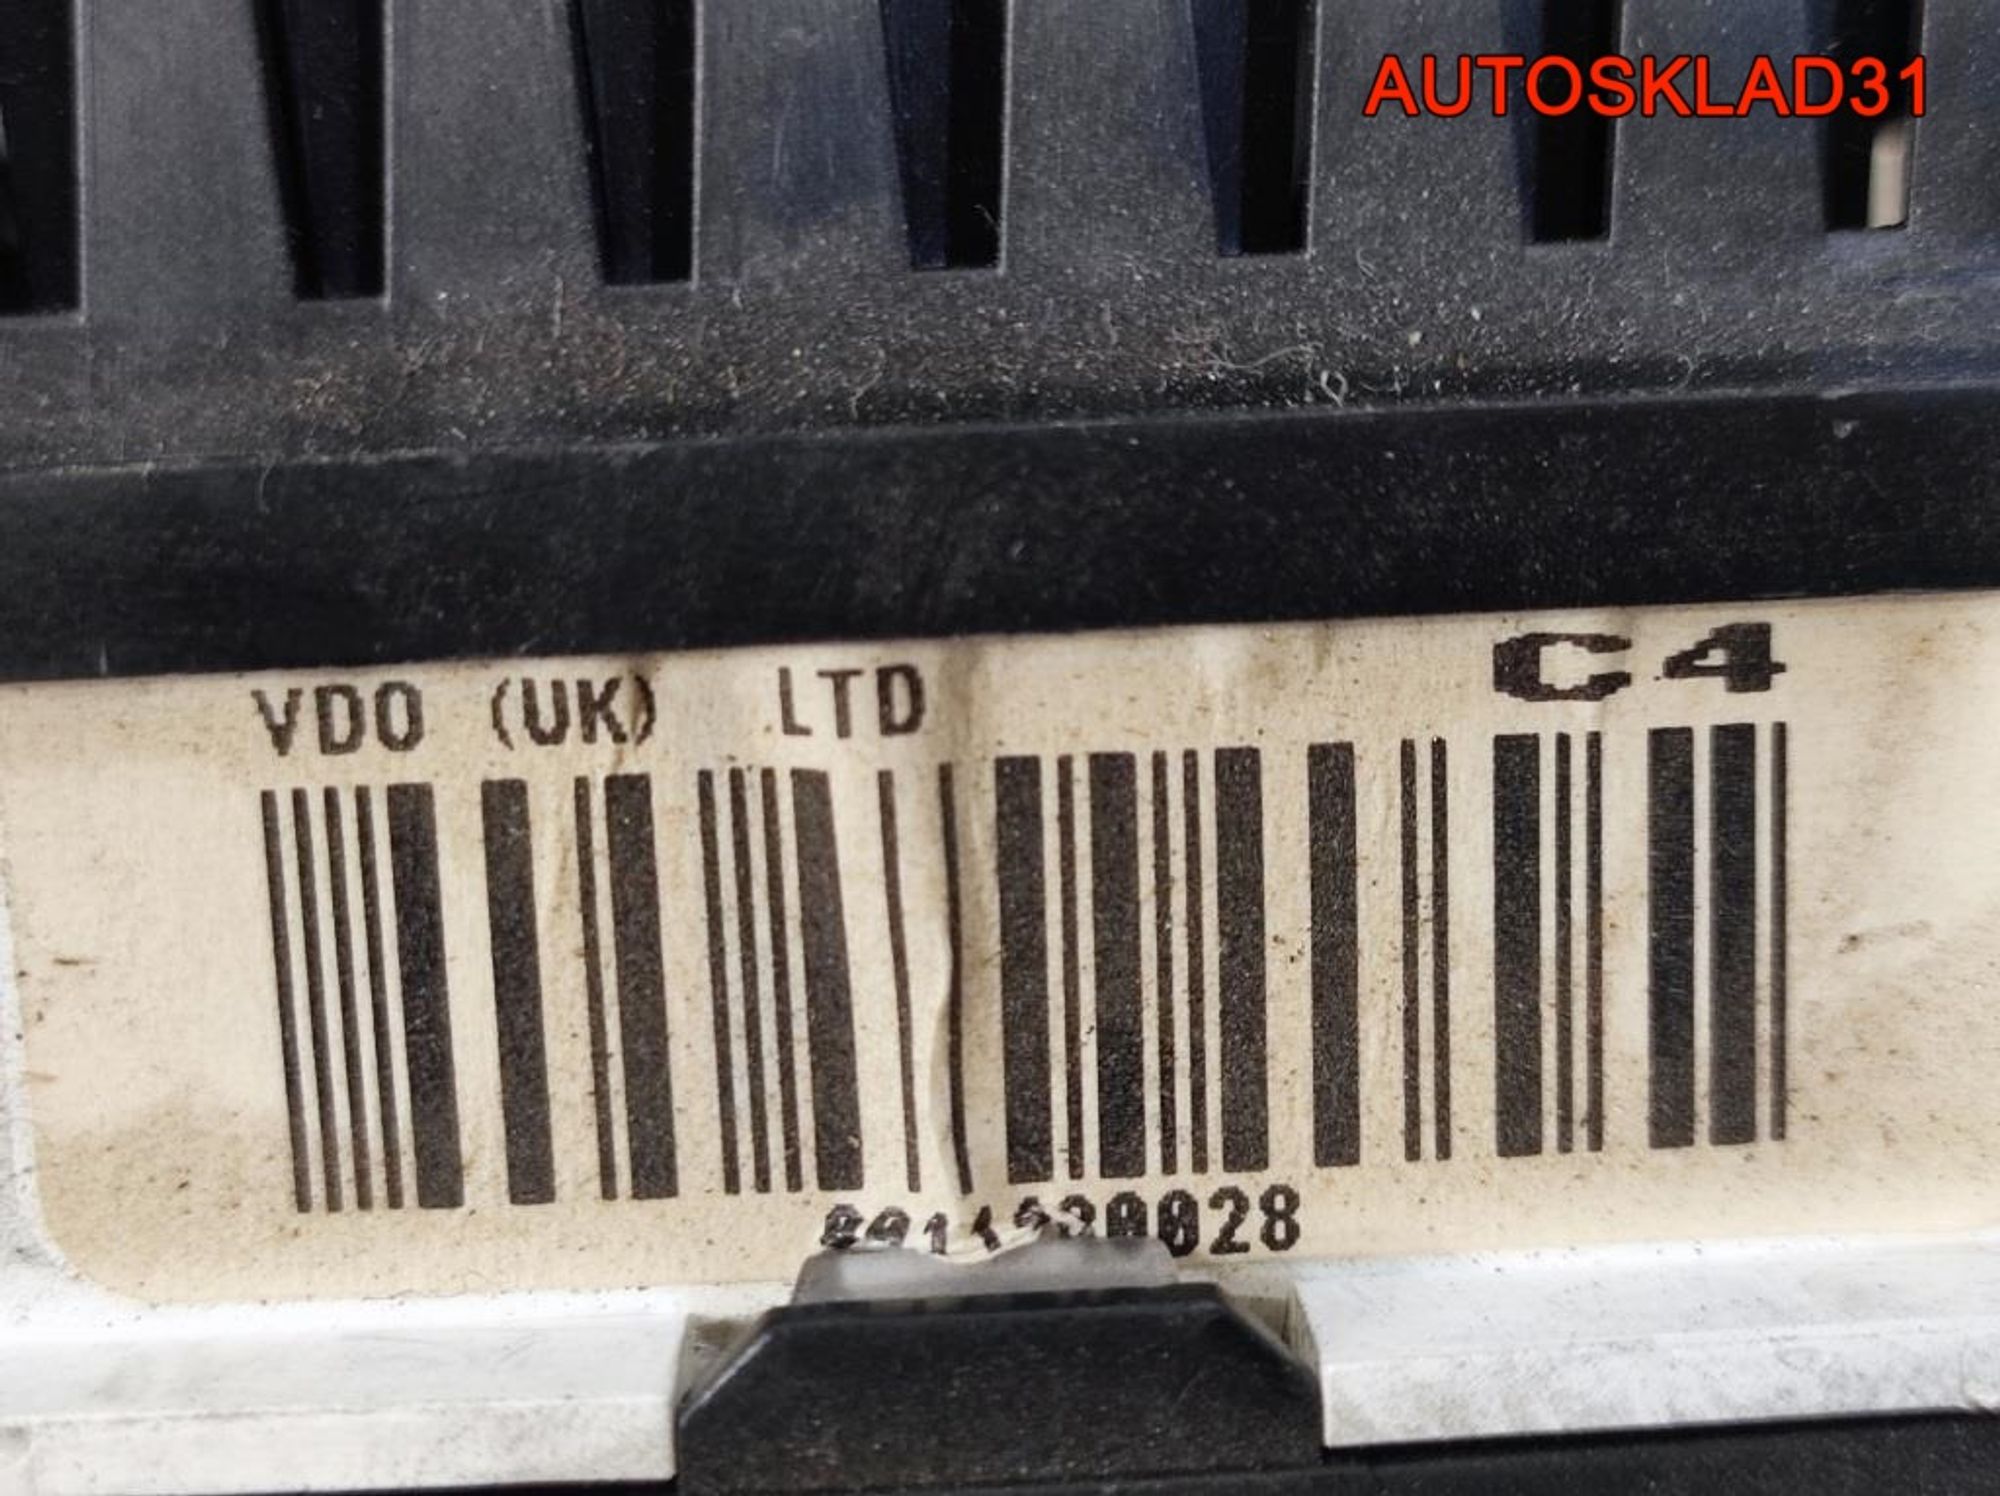 AUTOSKLAD31
VDO (UK) LTD
C4